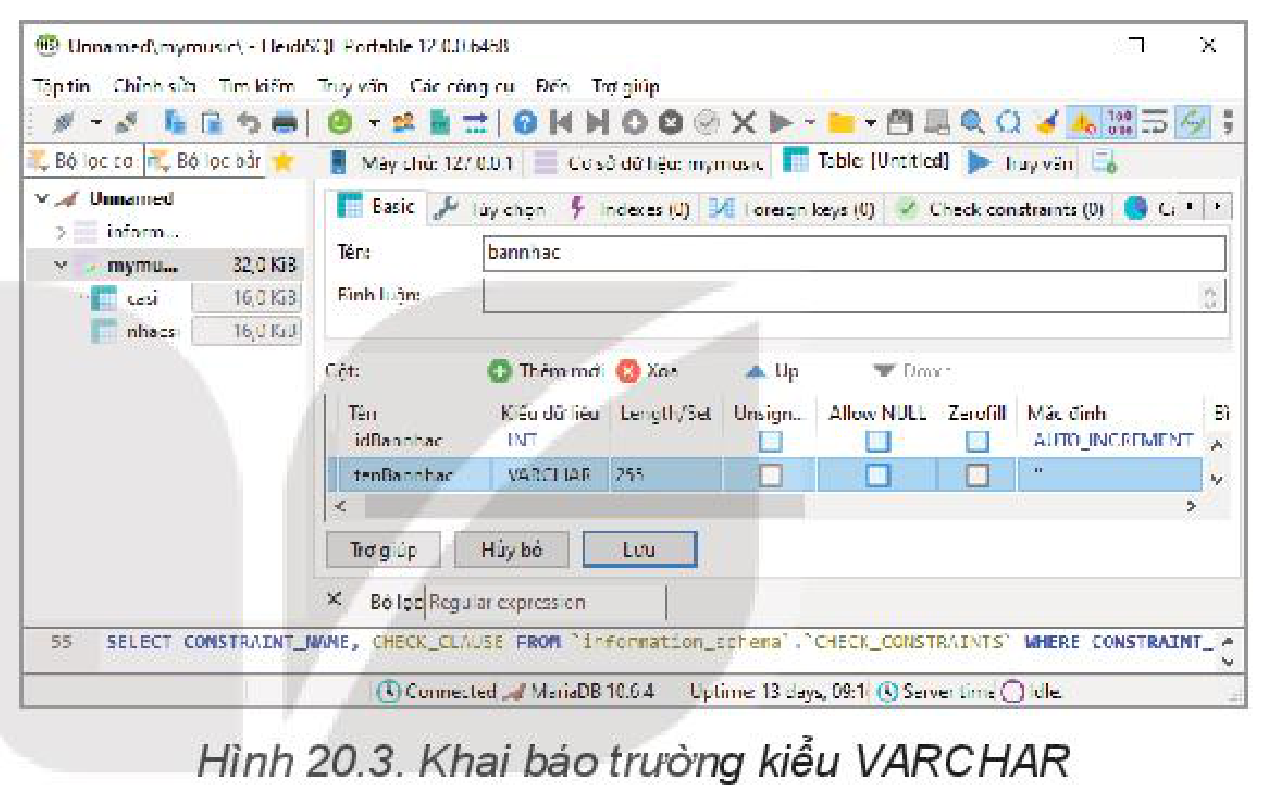 Unnamed\mymusic\ - HeidiSQL Portable 12.0.0.6468
Tập tin Chỉnh sửa Tìm kiếm Truy vấn Các công cụ Đến Trợ giúp
Bộ lọc cơ Bộ lọc bản Máy chủ: 127.0.0.1 Cơ sở dữ liệu: mymusic Table: [Untitled] Truy vấn
Unnamed
inform...
mymu... 32,0 KiB
casi 16,0 KiB
nhacs 16,0 KiB
Basic Tùy chọn Indexes (0) Foreign keys (0) Check constraints (0)
Tên: bannhac
Bình luận:
Cột: Thêm mới Xóa Up Down
Tên Kiểu dữ liệu Length/Set Unsign... Allow NULL Zerofill Mặc định Bì
idBannhac INT AUTO_INCREMENT
tenBannhac VARCHAR 255 ''
Trợ giúp Hủy bỏ Lưu
Bộ lọc Regular expression
55 SELECT CONSTRAINT_NAME, CHECK_CLAUSE FROM `information_schema`.`CHECK_CONSTRAINTS` WHERE CONSTRAINT_
Connected MariaDB 10.6.4 Uptime: 13 days, 09:1 Server time Idle.
Hình 20.3. Khai báo trường kiểu VARCHAR